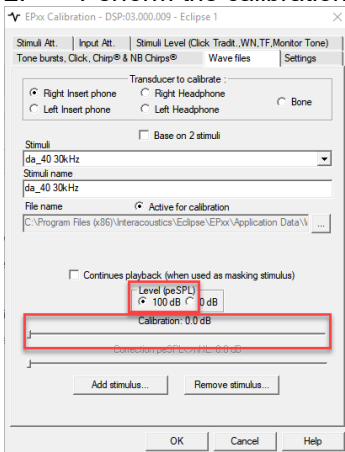 EPxx Calibration - DSP:03.000.009 - Eclipse 1
Stimuli Att. Input Att. Stimuli Level (Click Tradit.,WN,TF,Monitor Tone)
Tone bursts, Click, Chirp® & NB Chirps® Wave files Settings
Transducer to calibrate :
Right Insert phone Right Headphone
Bone
Left Insert phone Left Headphone
Base on 2 stimuli
Stimuli
da_40 30kHz
Stimuli name
da_40 30kHz
File name Active for calibration
C:\Program Files (x86)\Interacoustics\Eclipse\EPxx\Application Data\ ...
Continues playback (when used as masking stimulus)
Level (peSPL)
100 dB 0 dB
Calibration: 0.0 dB
Correction peSPL<->nHL: 0.0 dB
Add stimulus... Remove stimulus...
OK Cancel Help